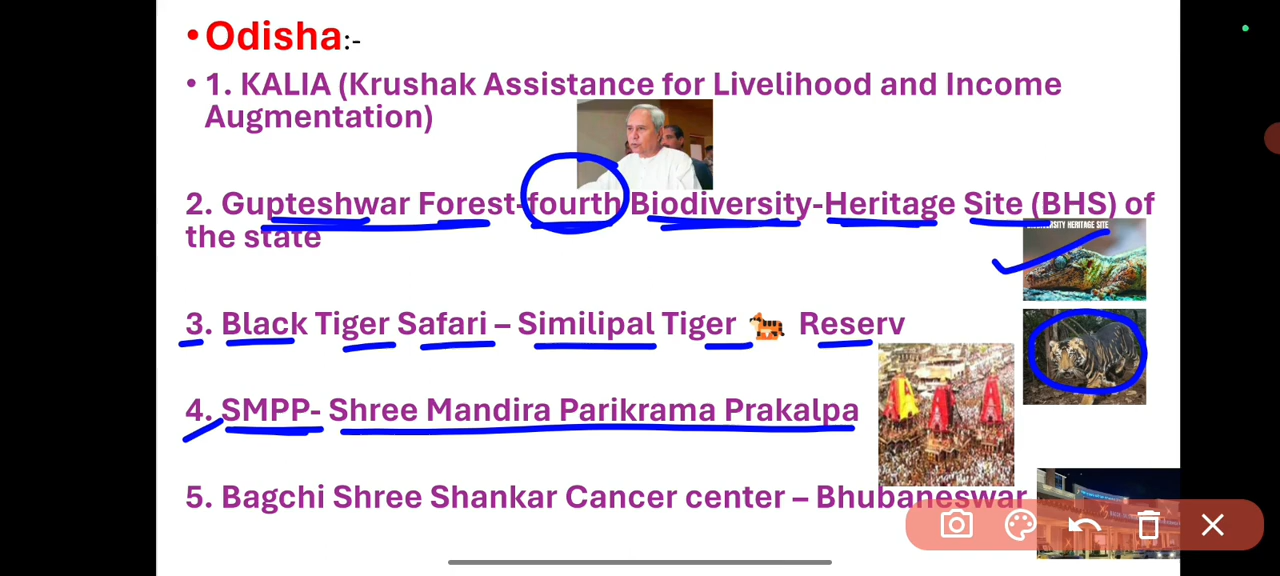 • Odisha:-
• 1. KALIA (Krushak Assistance for Livelihood and Income
Augmentation)
2. Gupteshwar Forest-fourth Biodiversity-Heritage Site (BHS) of
the state
HERITAGE SITE
3. Black Tiger Safari – Similipal Tiger 🐅 Reserv
4. SMPP- Shree Mandira Parikrama Prakalpa
5. Bagchi Shree Shankar Cancer center – Bhubaneswar